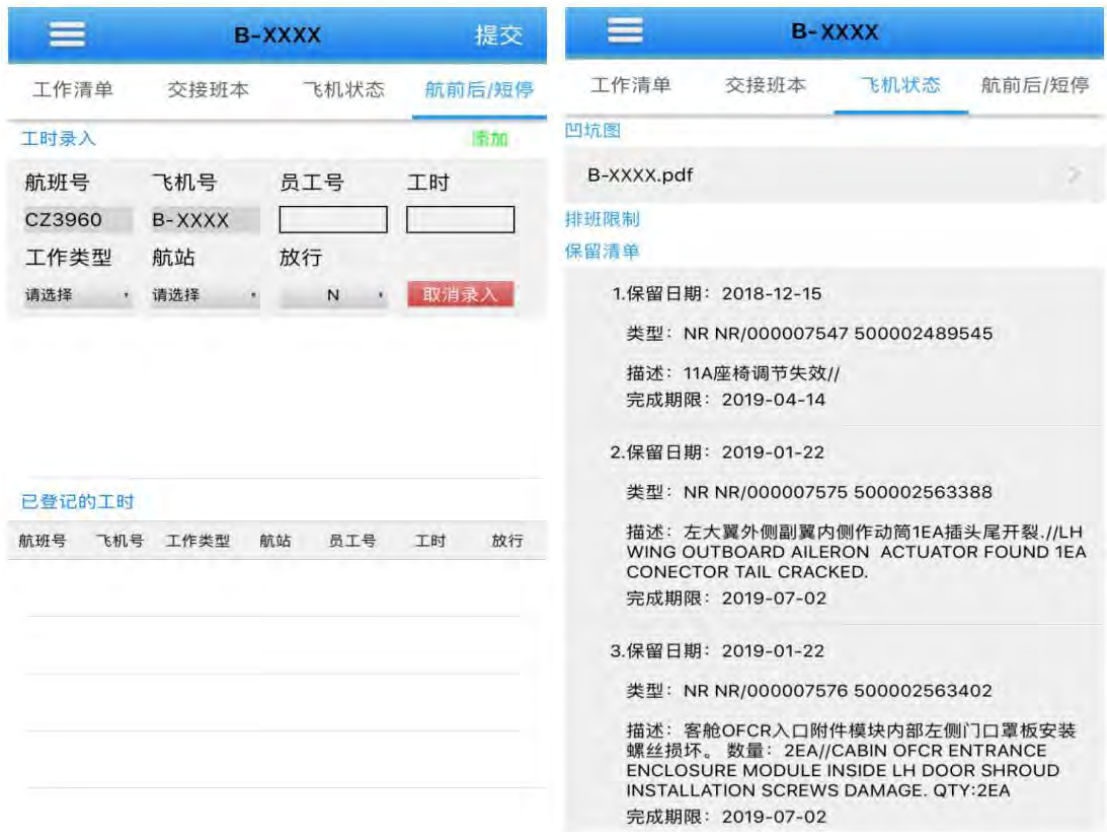 B-XXXX
提交
工作清单 交接班本 飞机状态 航前后/短停
工时录入
添加
航班号 飞机号 员工号 工时
CZ3960 B-XXXX
工作类型 航站 放行
请选择 请选择 N 取消录入
已登记的工时
航班号 飞机号 工作类型 航站 员工号 工时 放行
B-XXXX
工作清单 交接班本 飞机状态 航前后/短停
凹坑图
B-XXXX.pdf
排班限制
保留清单
1.保留日期：2018-12-15
类型：NR NR/000007547 500002489545
描述：11A座椅调节失效//
完成期限：2019-04-14
2.保留日期：2019-01-22
类型：NR NR/000007575 500002563388
描述：左大翼外侧副翼内侧作动筒1EA插头尾开裂.//LH
WING OUTBOARD AILERON ACTUATOR FOUND 1EA
CONECTOR TAIL CRACKED.
完成期限：2019-07-02
3.保留日期：2019-01-22
类型：NR NR/000007576 500002563402
描述：客舱OFCR入口附件模块内部左侧门口罩板安装
螺丝损坏。 数量：2EA//CABIN OFCR ENTRANCE
ENCLOSURE MODULE INSIDE LH DOOR SHROUD
INSTALLATION SCREWS DAMAGE. QTY:2EA
完成期限：2019-07-02